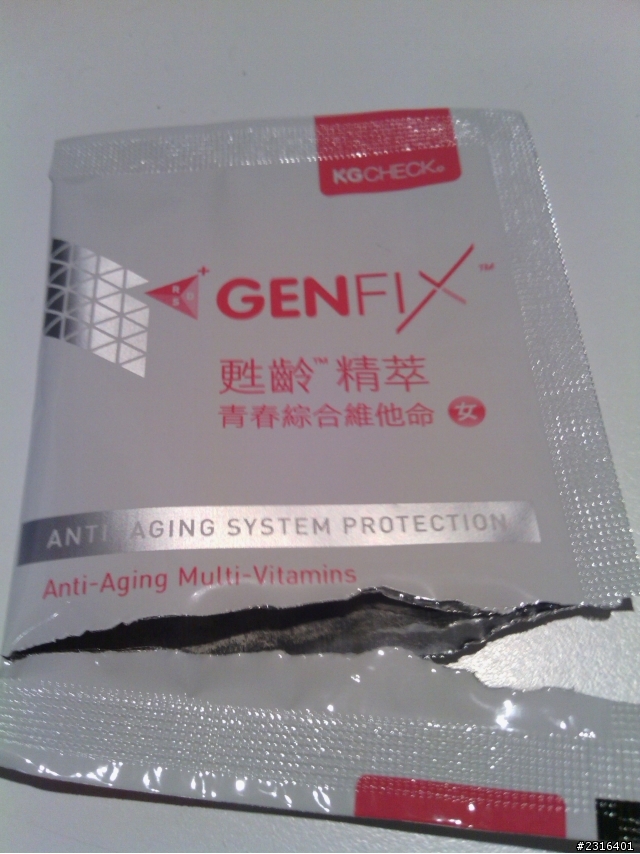 KGCHECK®
R
S D
+
GENFIX™
甦齡™精萃
青春綜合維他命 女
ANTI-AGING SYSTEM PROTECTION
Anti-Aging Multi-Vitamins
#2316401